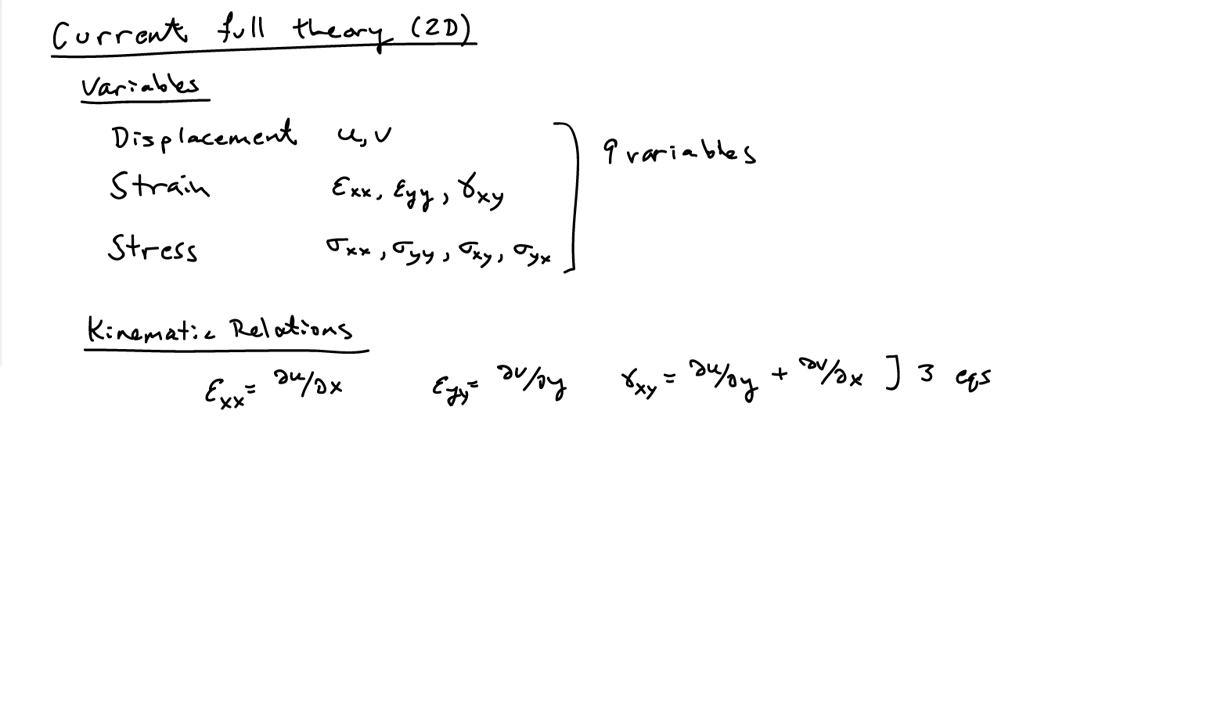 Current full theory (2D)
Variables
Displacement u, v
Strain εxx, εyy, γxy
Stress σxx, σyy, σxy, σyx
] 9 variables
Kinematic Relations
εxx = ∂u/∂x εyy = ∂v/∂y γxy = ∂u/∂y + ∂v/∂x ] 3 eqs